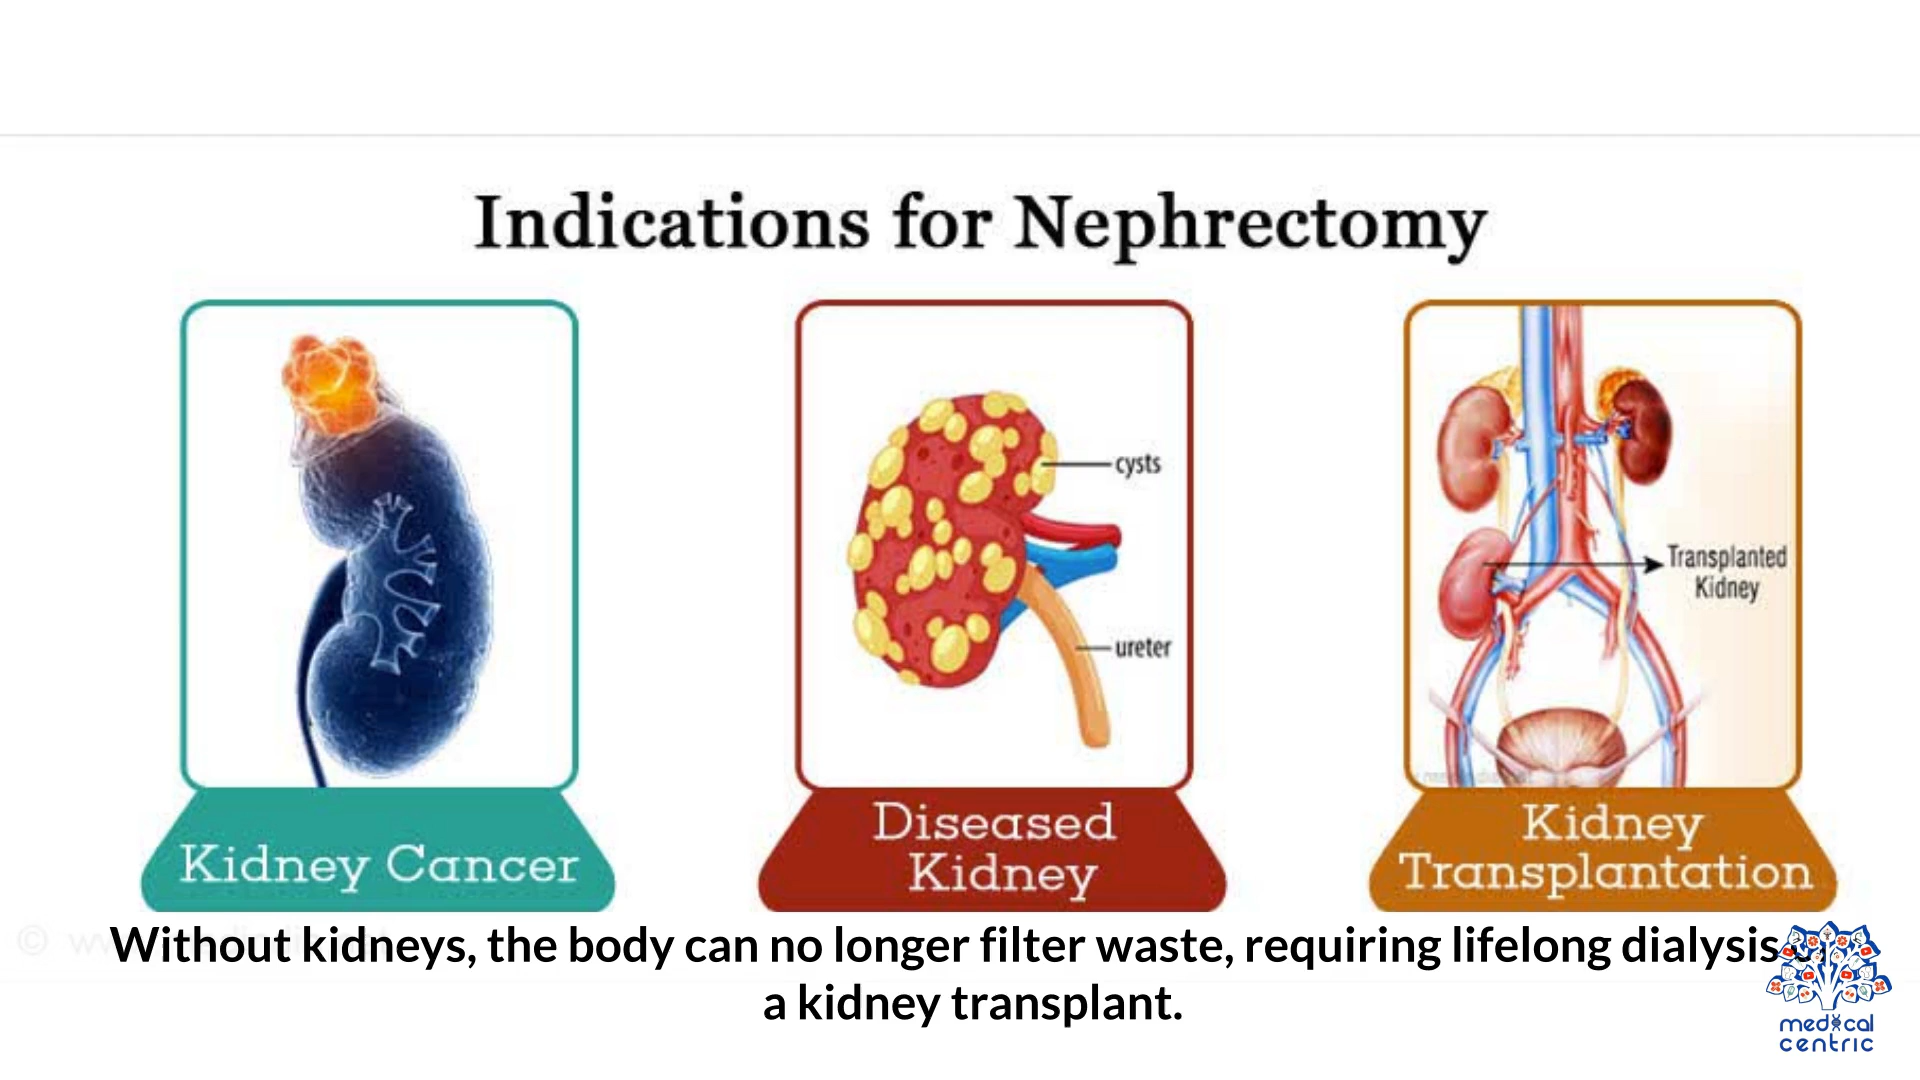 Indications for Nephrectomy
cysts
ureter
Transplanted
Kidney
Kidney Cancer
Diseased
Kidney
Kidney
Transplantation
Without kidneys, the body can no longer filter waste, requiring lifelong dialysis
a kidney transplant.
medical
centric